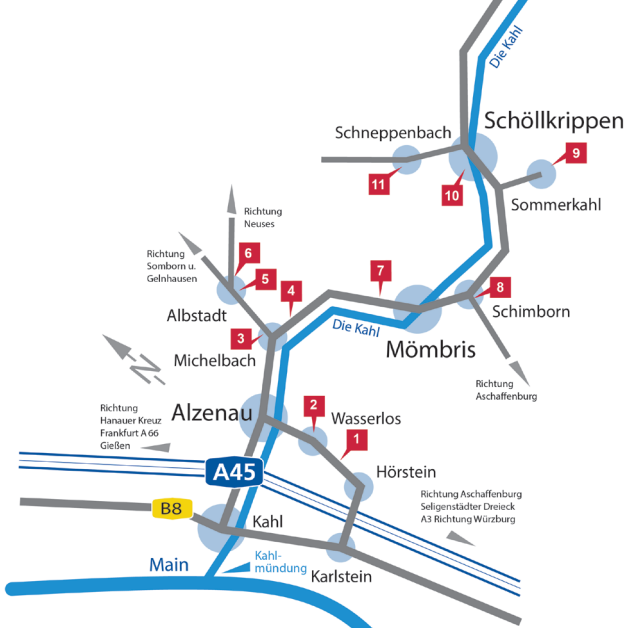 Die Kahl
Schöllkrippen
Schneppenbach
9
11
10
Sommerkahl
Richtung
Neuses
Richtung
Somborn u.
Gelnhausen
6
5
7
4
8
Albstadt
Schimborn
3
Die Kahl
Mömbris
Michelbach
N
Richtung
Aschaffenburg
2
Alzenau
Wasserlos
Richtung
Hanauer Kreuz
Frankfurt A 66
Gießen
1
A45
Hörstein
Richtung Aschaffenburg
Seligenstädter Dreieck
A3 Richtung Würzburg
B8
Kahl
Main
Kahl-
mündung
Karlstein